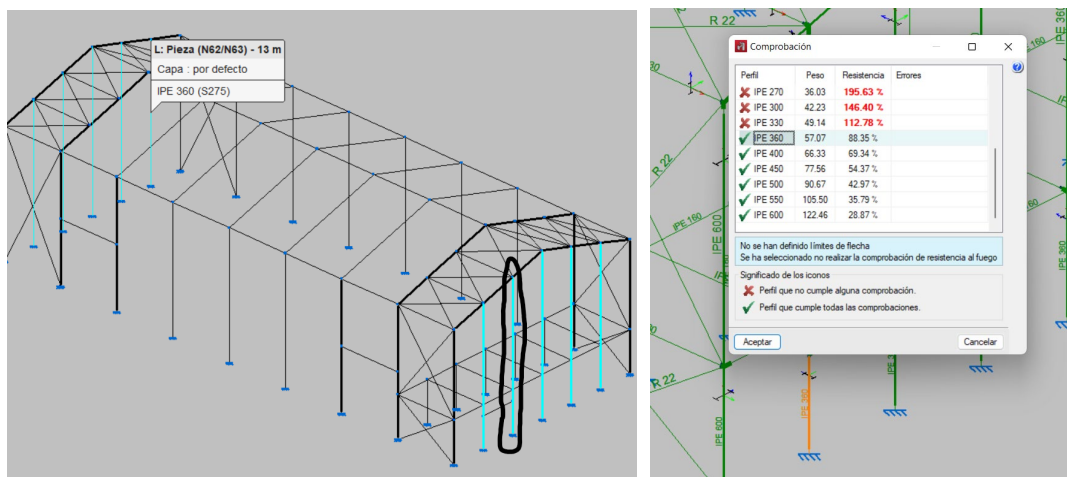 L: Pieza (N62/N63) - 13 m
Capa : por defecto
IPE 360 (S275)
R 22
IPE 160
IPE 360
Comprobación
Perfil Peso Resistencia Errores
IPE 270 36.03 195.63 %
IPE 300 42.23 146.40 %
IPE 330 49.14 112.78 %
IPE 360 57.07 88.35 %
IPE 400 66.33 69.34 %
IPE 450 77.56 54.37 %
IPE 500 90.67 42.97 %
IPE 550 105.50 35.79 %
IPE 600 122.46 28.87 %
No se han definido límites de flecha
Se ha seleccionado no realizar la comprobación de resistencia al fuego
Significado de los iconos
Perfil que no cumple alguna comprobación.
Perfil que cumple todas las comprobaciones.
Aceptar
Cancelar
R 22
IPE 160
IPE 600
IPE 360
R 22
IPE 360
IPE 600